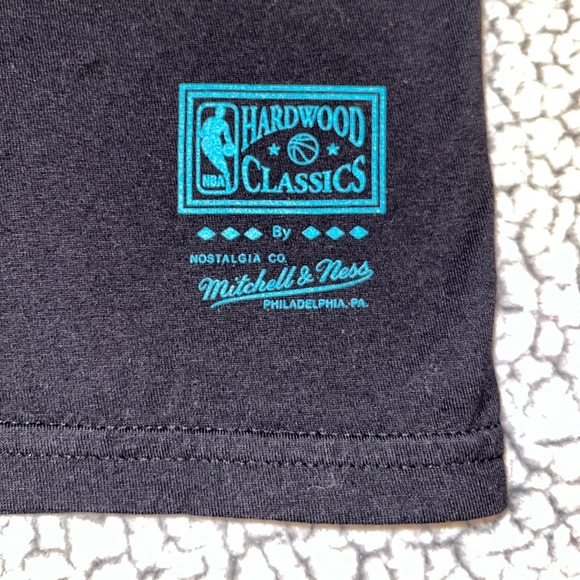 HARDWOOD
NBA
CLASSICS
By
NOSTALGIA CO.
Mitchell & Ness
PHILADELPHIA, PA.